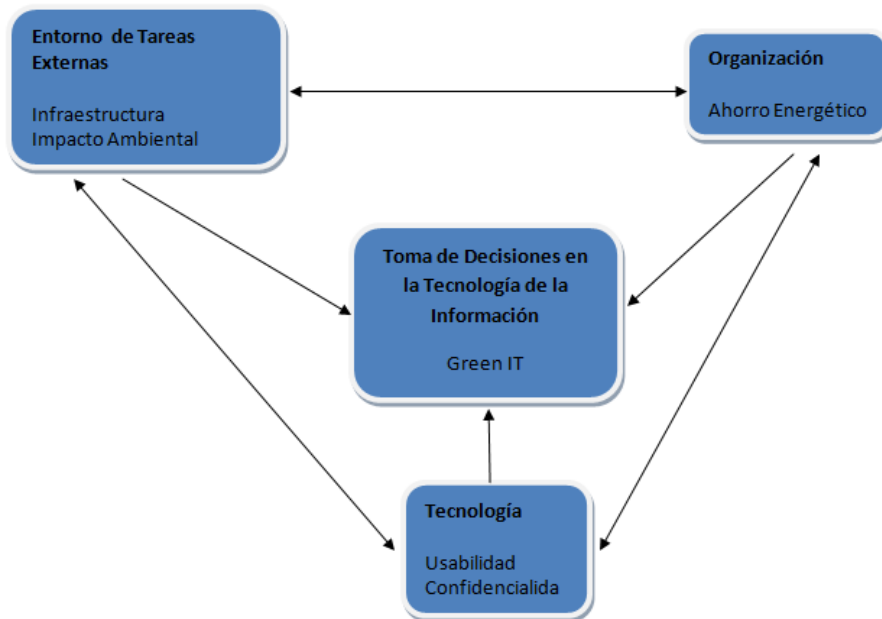 Entorno de Tareas
Externas
Infraestructura
Impacto Ambiental
Organización
Ahorro Energético
Toma de Decisiones en
la Tecnología de la
Información
Green IT
Tecnología
Usabilidad
Confidencialida